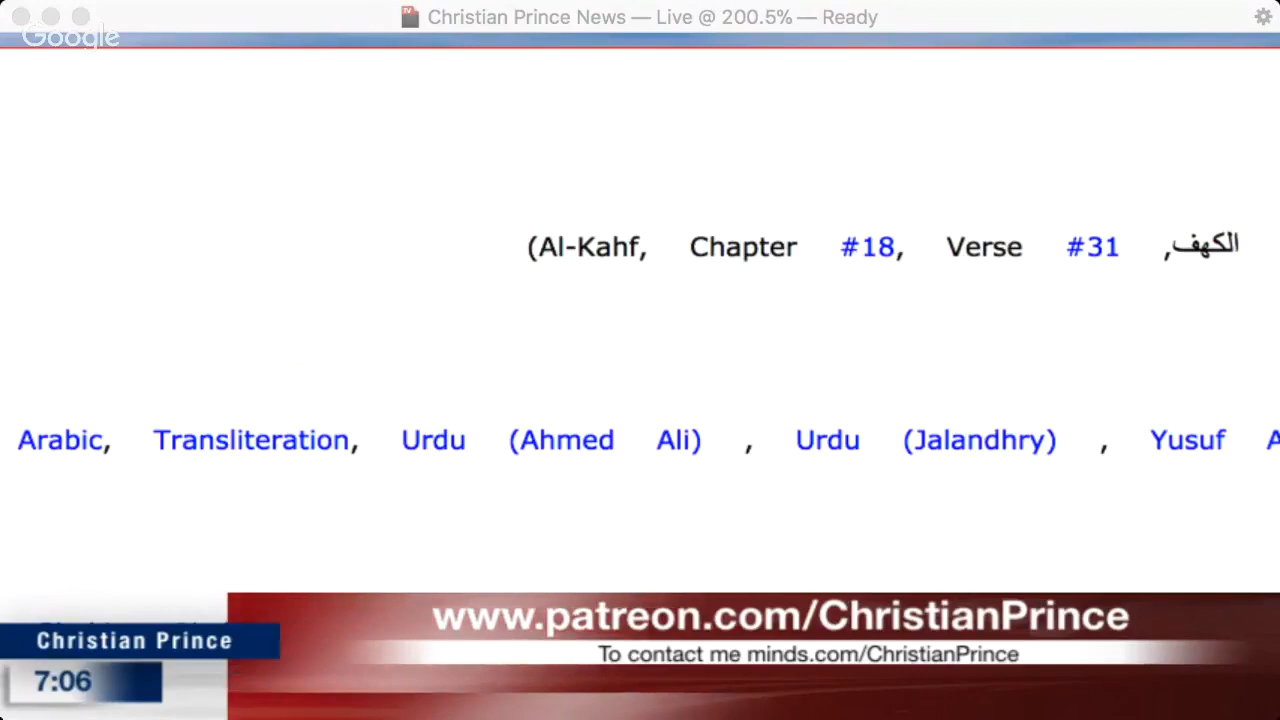 Christian Prince News — Live @ 200.5% — Ready
Google
(Al-Kahf, Chapter #18, Verse #31 الكهف,
Arabic, Transliteration, Urdu (Ahmed Ali) , Urdu (Jalandhry) , Yusuf A
www.patreon.com/ChristianPrince
Christian Prince
To contact me minds.com/ChristianPrince
7:06